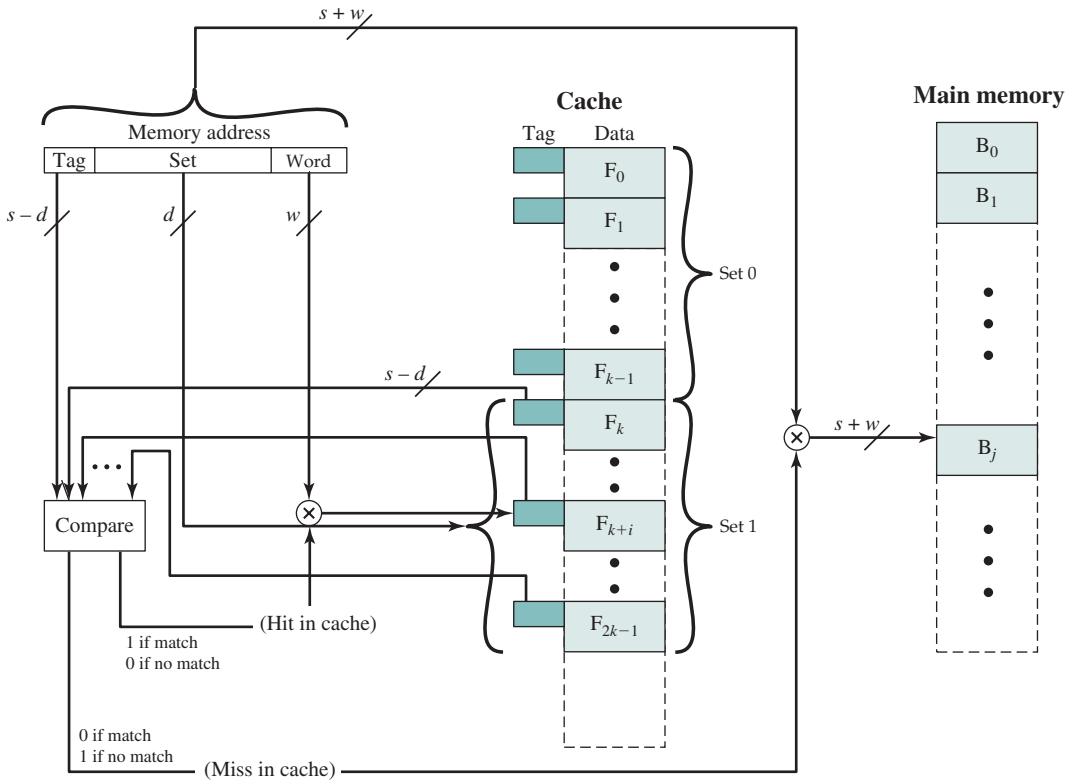 s + w
Cache
Main memory
Memory address
Tag Data
Tag Set Word
B0
F0
s – d d w
B1
F1
Set 0
s – d
Fk–1
Fk
s + w
Bj
Compare
Fk+i
Set 1
(Hit in cache)
F2k–1
1 if match
0 if no match
0 if match
1 if no match
(Miss in cache)